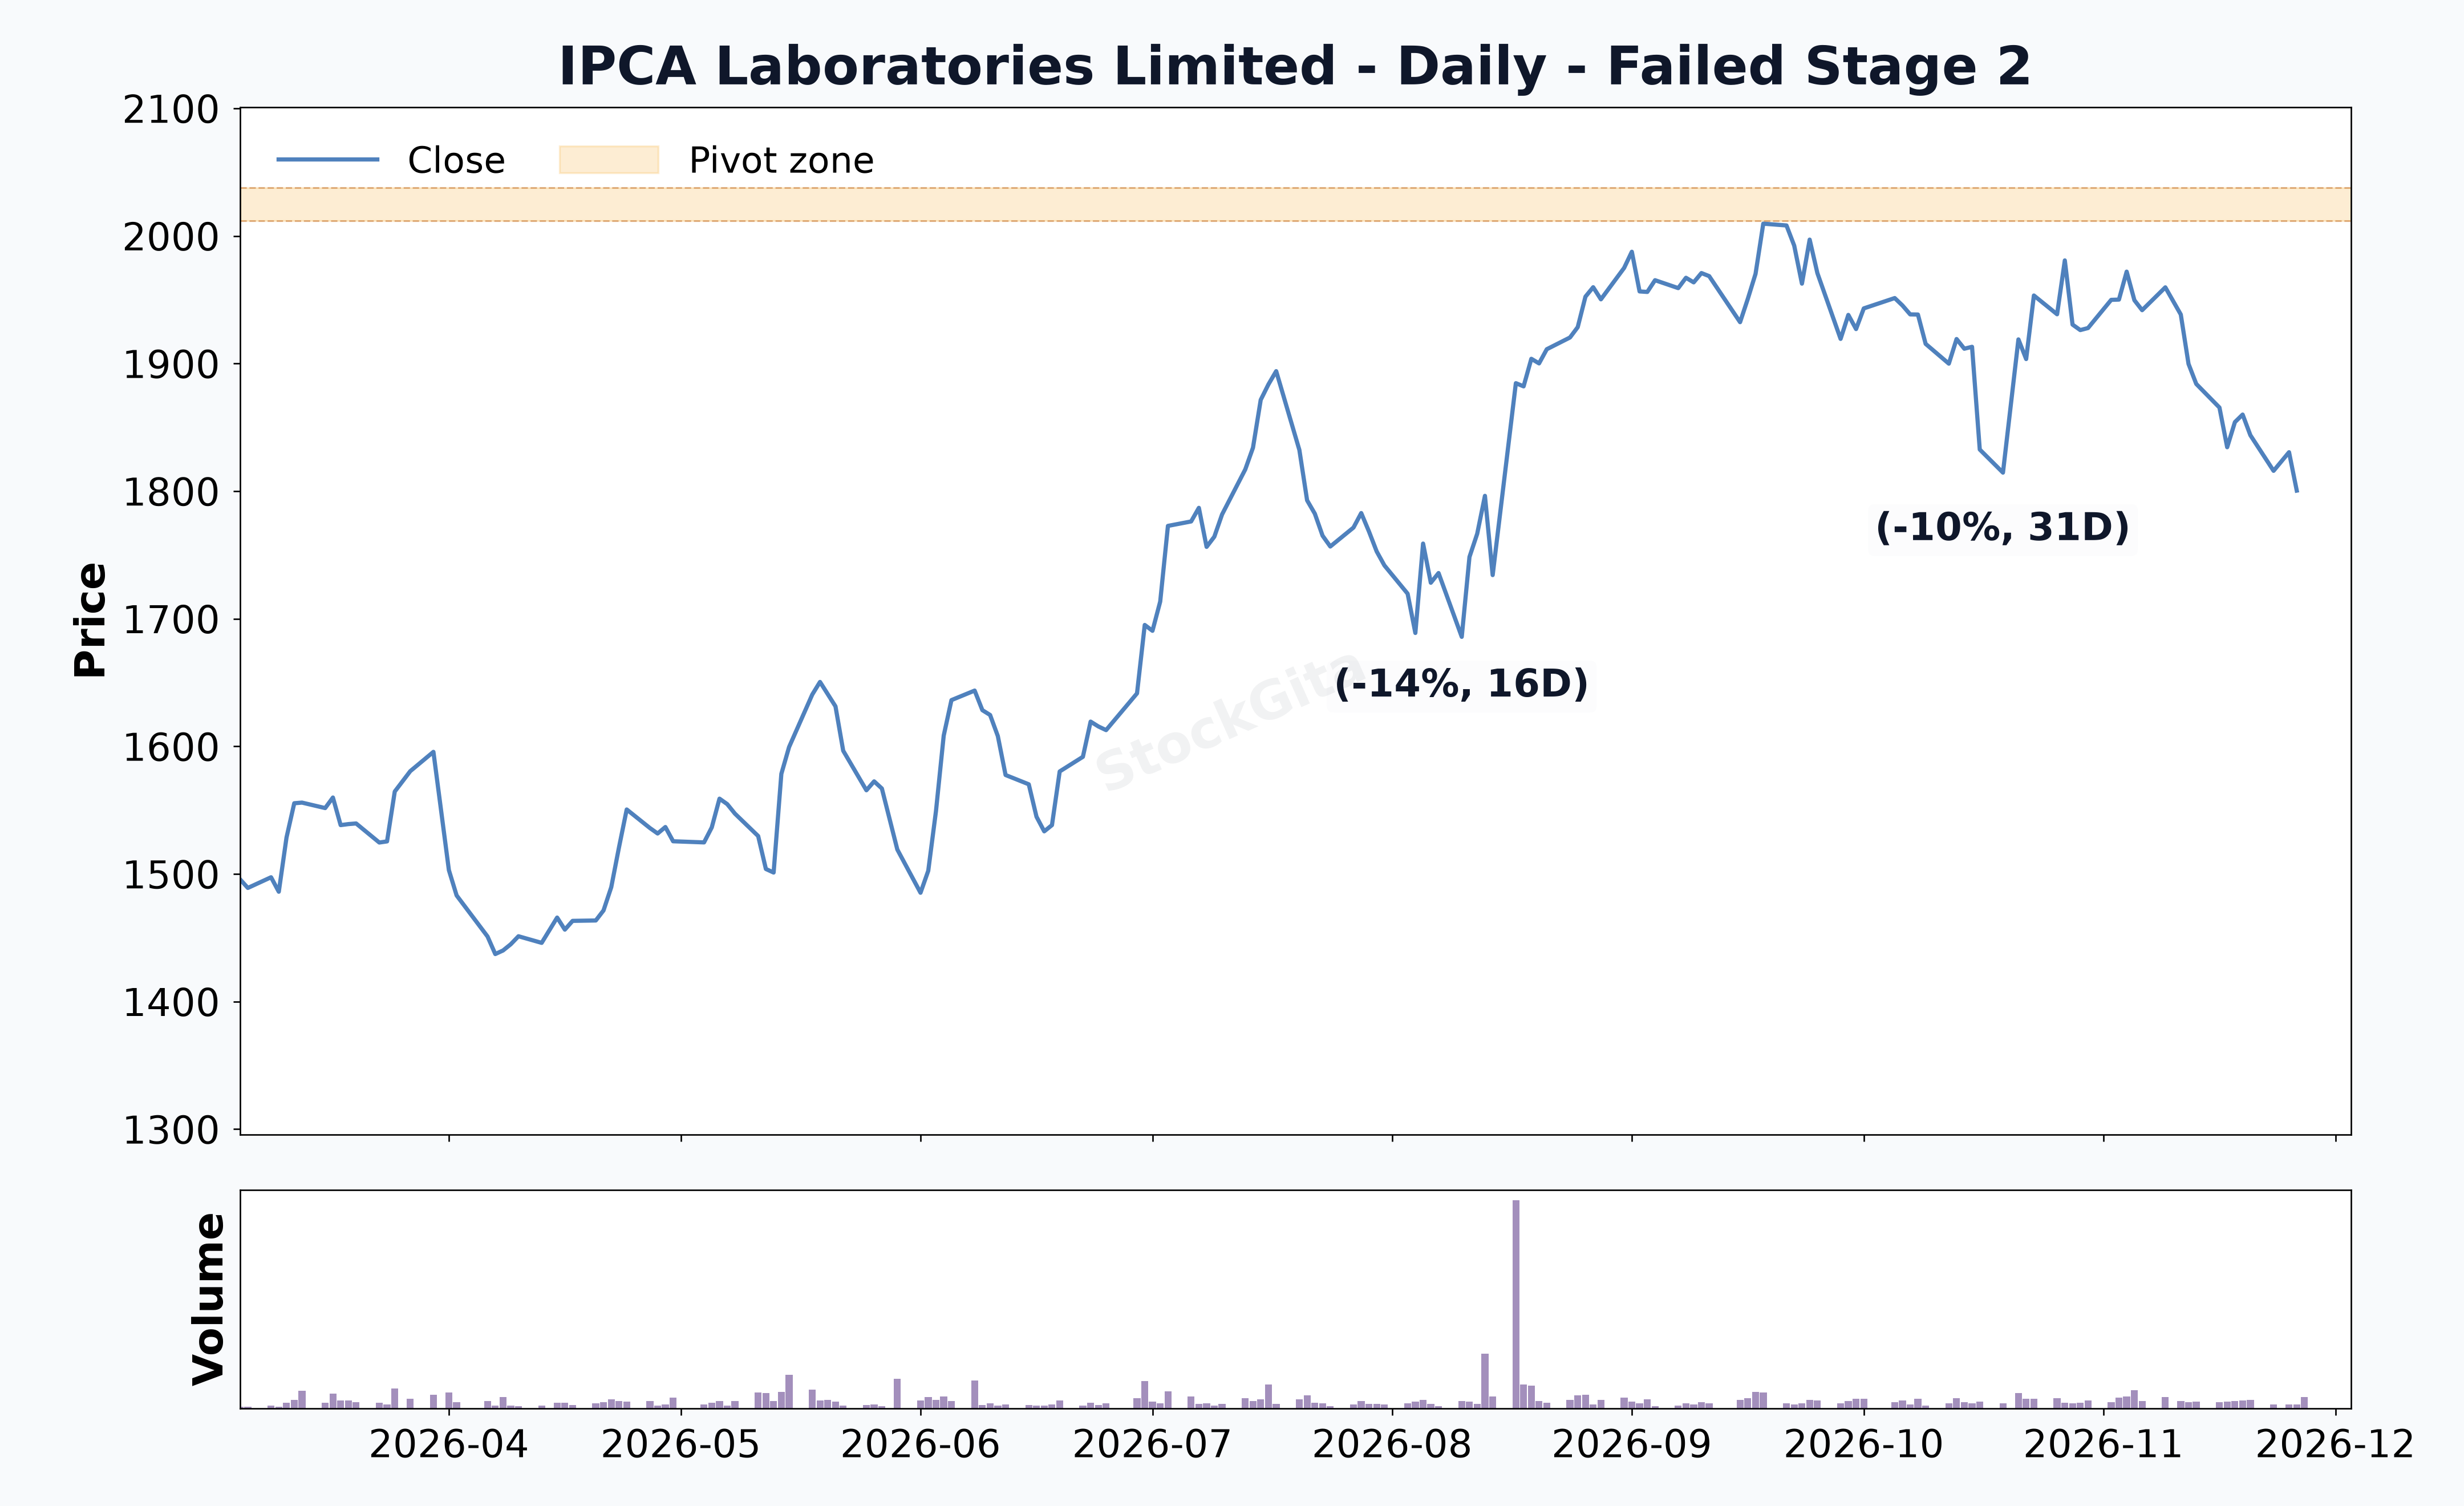 IPCA Laboratories Limited - Daily - Failed Stage 2
2100
Close
Pivot zone
2000
1900
1800
(-10%, 31D)
Price
1700
(-14%, 16D)
StockGita
1600
1500
1400
1300
Volume
2026-04
2026-05
2026-06
2026-07
2026-08
2026-09
2026-10
2026-11
2026-12